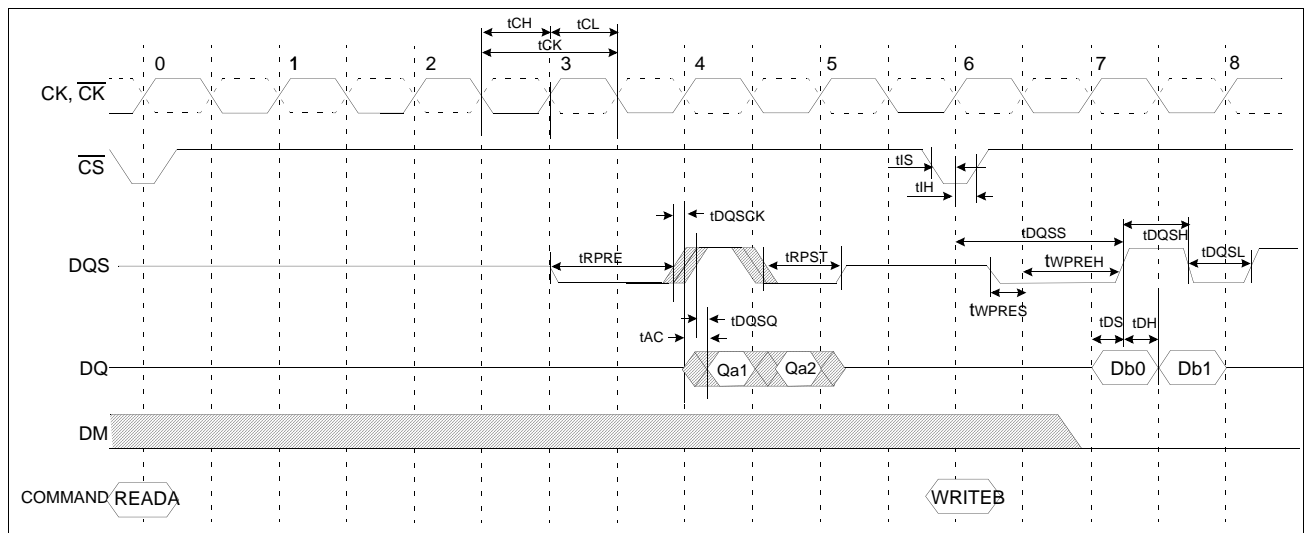 tCH tCL
tCK
0 1 2 3 4 5 6 7 8
CK, CK
CS
tIS
tIH
tDQSCK
tDQSS
tDQSH
DQS
tRPRE
tRPST
tWPREH
tDQSL
tWPRES
tDQSQ
tAC
tDS
tDH
DQ
Qa1 Qa2
Db0 Db1
DM
COMMAND READA WRITEB